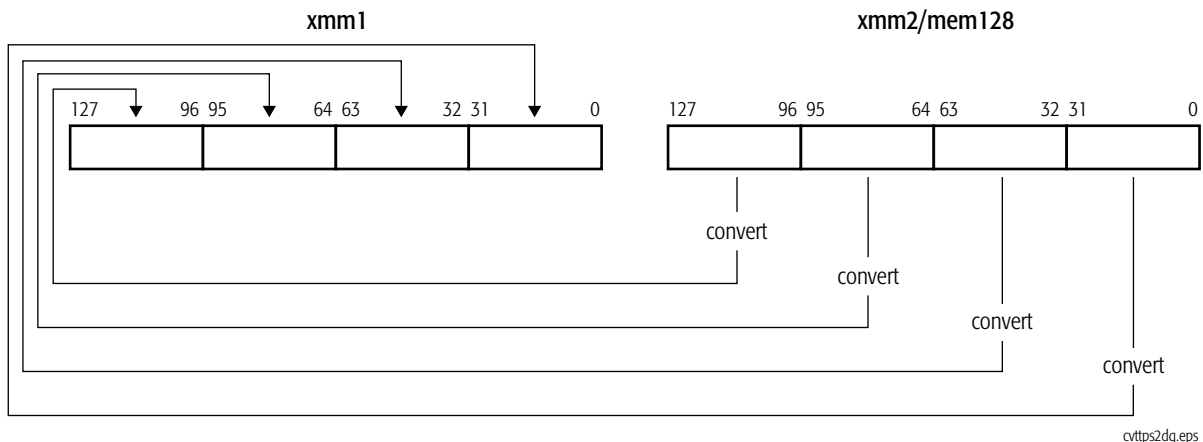 xmm1 xmm2/mem128
127 96 95 64 63 32 31 0 127 96 95 64 63 32 31 0
convert
convert
convert
convert
cvttps2dq.eps